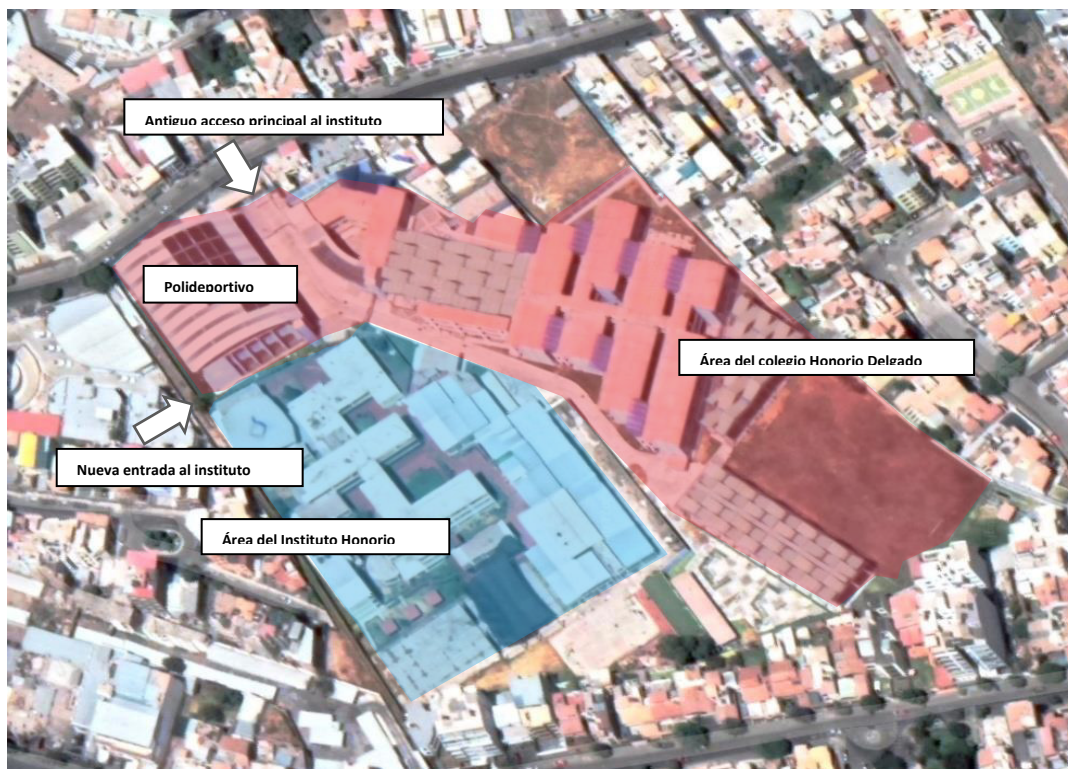 Antiguo acceso principal al instituto
Polideportivo
Área del colegio Honorio Delgado
Nueva entrada al instituto
Área del Instituto Honorio